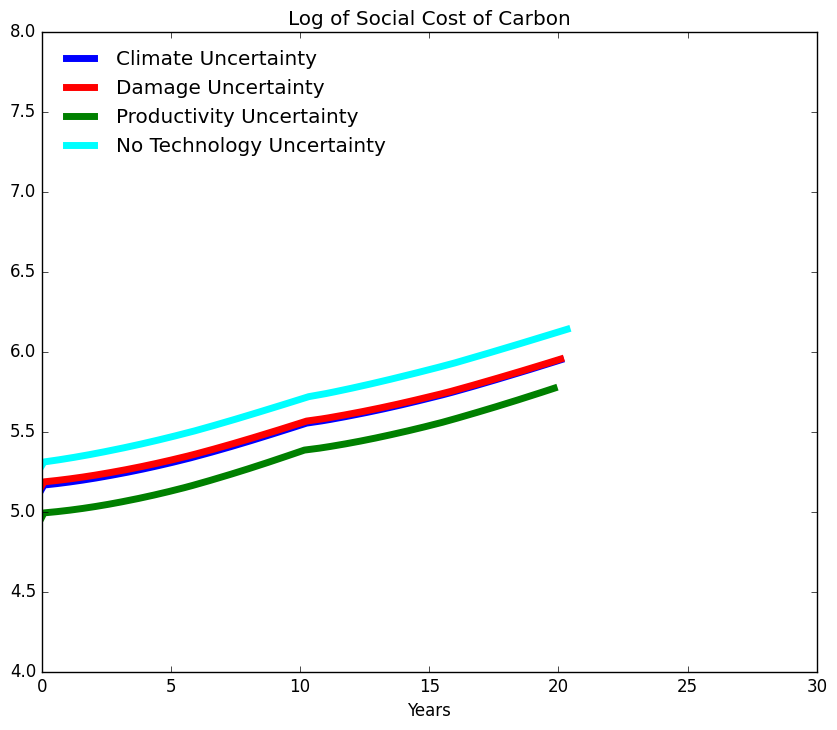 Log of Social Cost of Carbon
8.0
7.5
7.0
6.5
6.0
5.5
5.0
4.5
4.0
Climate Uncertainty
Damage Uncertainty
Productivity Uncertainty
No Technology Uncertainty
0 5 10 15 20 25 30
Years